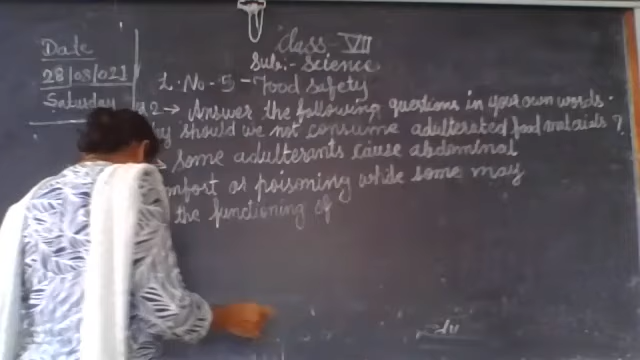 Date
28/08/021
Saturday
Class - VII
Sub:- Science
L. No - 5 - Food Safety
2 → Answer the following questions in your own words.
should we not consume adulterated food materials ?
some adulterants cause abdominal
or poisoning while some may
the functioning of